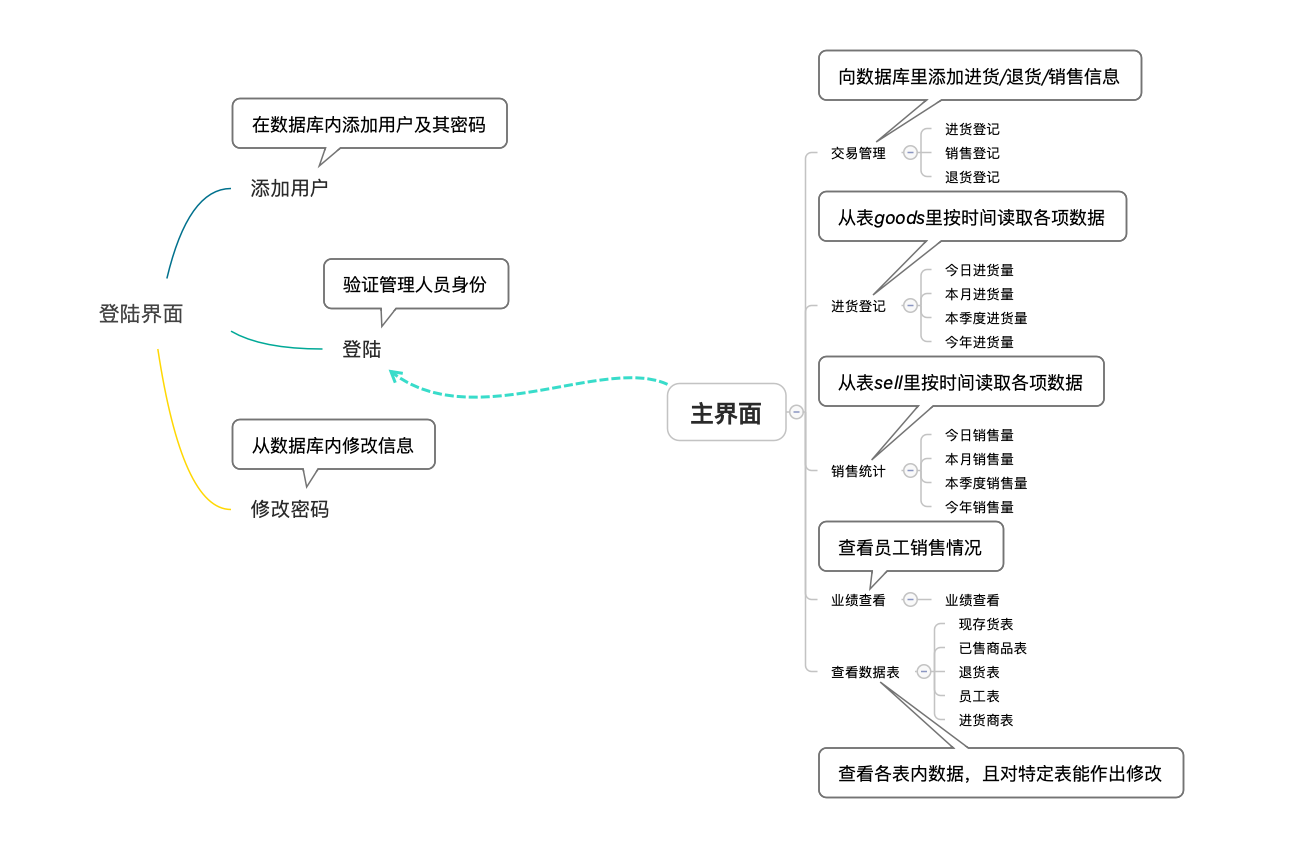 在数据库内添加用户及其密码
添加用户
验证管理人员身份
登陆界面
登陆
从数据库内修改信息
修改密码
主界面
向数据库里添加进货/退货/销售信息
进货登记
交易管理
销售登记
退货登记
从表goods里按时间读取各项数据
今日进货量
本月进货量
进货登记
本季度进货量
今年进货量
从表sell里按时间读取各项数据
今日销售量
本月销售量
销售统计
本季度销售量
今年销售量
查看员工销售情况
业绩查看
业绩查看
现存货表
已售商品表
查看数据表
退货表
员工表
进货商表
查看各表内数据，且对特定表能作出修改